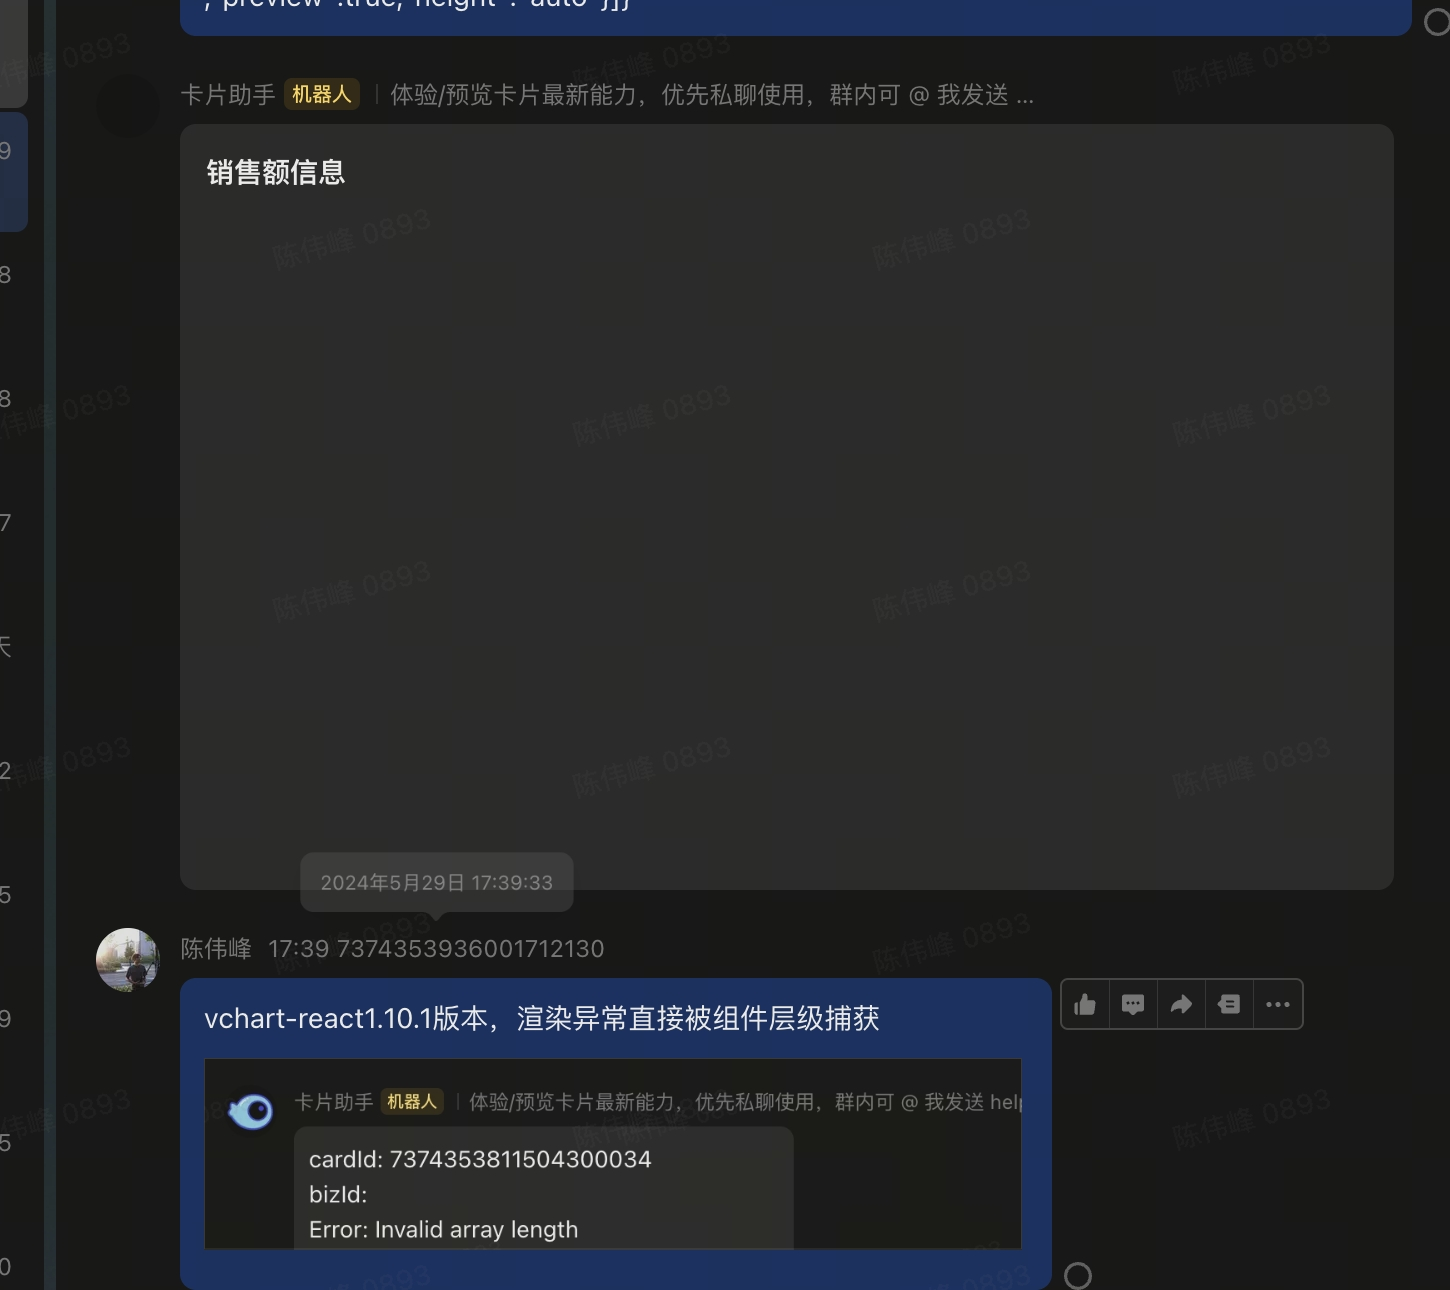 , preview :true, height : auto }]}
卡片助手 机器人 | 体验/预览卡片最新能力，优先私聊使用，群内可 @ 我发送 ...
销售额信息
9
8
8
7
天
2
5
9
5
0
2024年5月29日 17:39:33
陈伟峰 17:39 7374353936001712130
vchart-react1.10.1版本，渲染异常直接被组件层级捕获
卡片助手 机器人 | 体验/预览卡片最新能力，优先私聊使用，群内可 @ 我发送 help
cardId: 7374353811504300034
bizId:
Error: Invalid array length
陈伟峰 0893